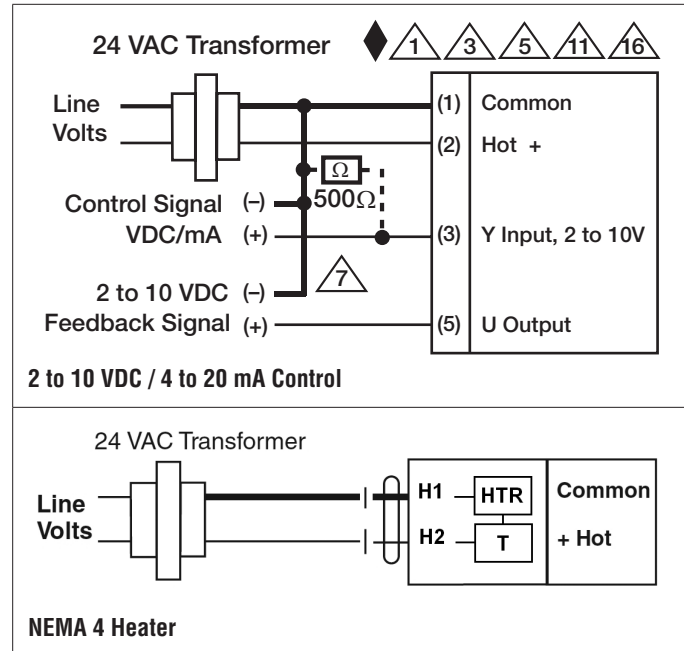 24 VAC Transformer 1 3 5 11 16
Line Volts
(1) Common
(2) Hot +
Ω
500Ω
Control Signal (–)
VDC/mA (+)
(3) Y Input, 2 to 10V
7
2 to 10 VDC (–)
Feedback Signal (+)
(5) U Output
2 to 10 VDC / 4 to 20 mA Control
24 VAC Transformer
Line Volts
H1 HTR Common
H2 T + Hot
NEMA 4 Heater